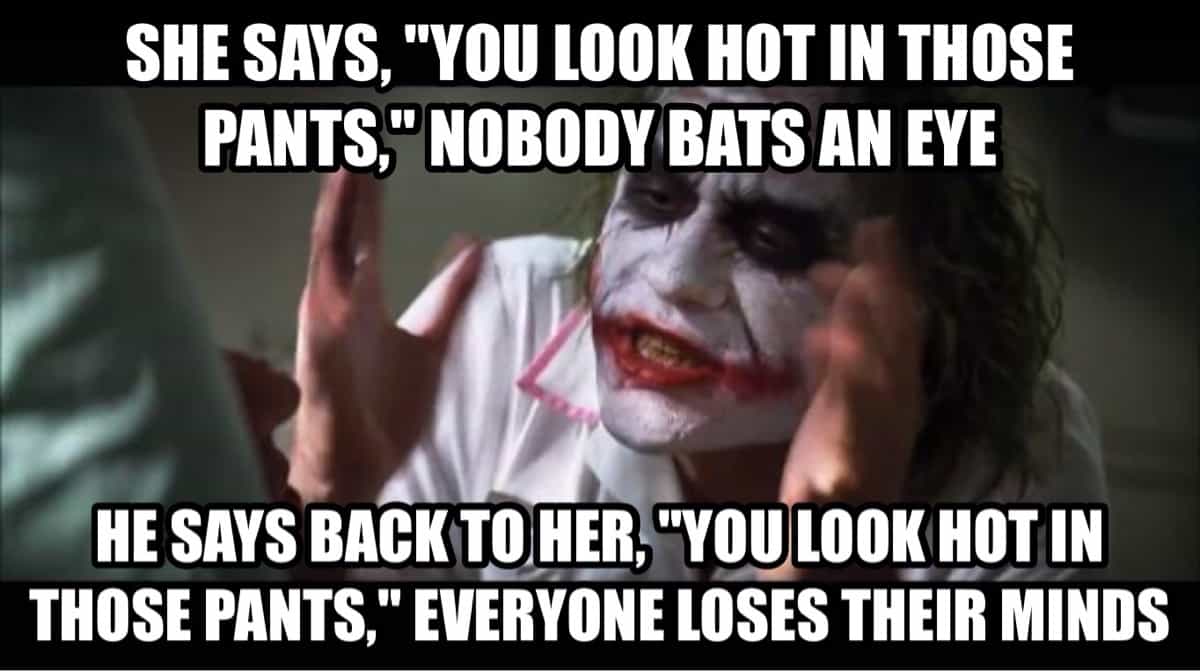 SHE SAYS, "YOU LOOK HOT IN THOSE
PANTS," NOBODY BATS AN EYE
HE SAYS BACK TO HER, "YOU LOOK HOT IN
THOSE PANTS," EVERYONE LOSES THEIR MINDS